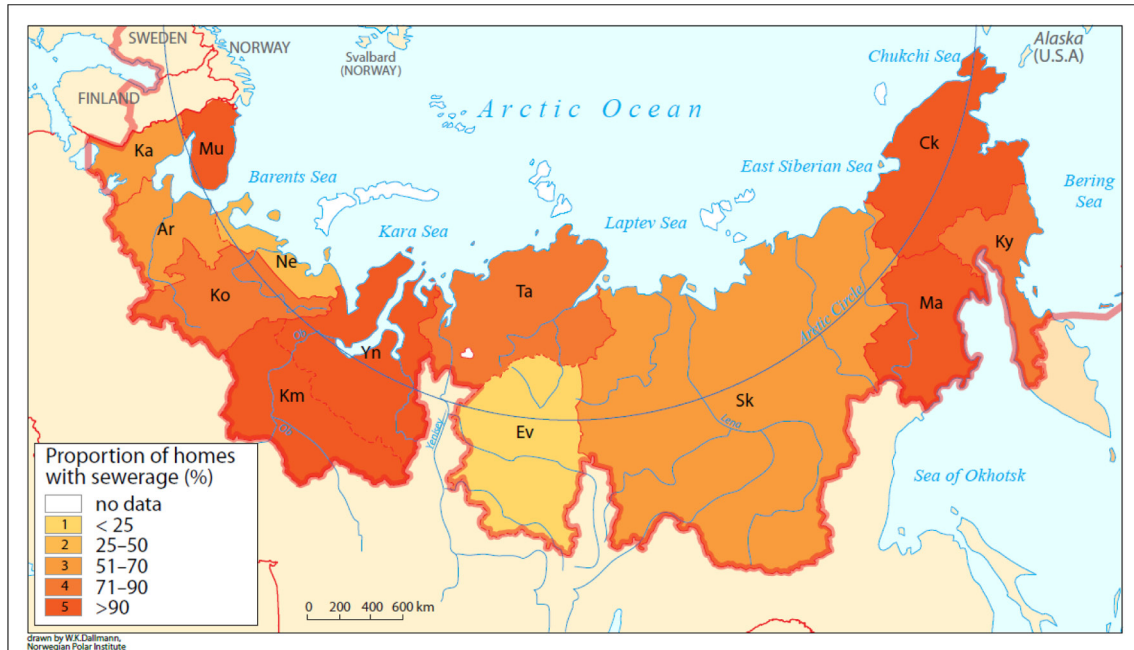 SWEDEN
NORWAY
Svalbard
(NORWAY)
Alaska
(U.S.A)
Chukchi Sea
FINLAND
Arctic Ocean
Ka
Mu
Ck
Barents Sea
East Siberian Sea
Bering
Sea
Laptev Sea
Kara Sea
Ar
Ne
Ky
Ko
Ta
Ma
Arctic Circle
Ob
Yn
Km
Sk
Ob
Yenisey
Ev
Lena
Sea of Okhotsk
Proportion of homes
with sewerage (%)
no data
1 < 25
2 25–50
3 51–70
4 71–90
5 >90
0 200 400 600 km
drawn by W.K.Dallmann,
Norwegian Polar Institute